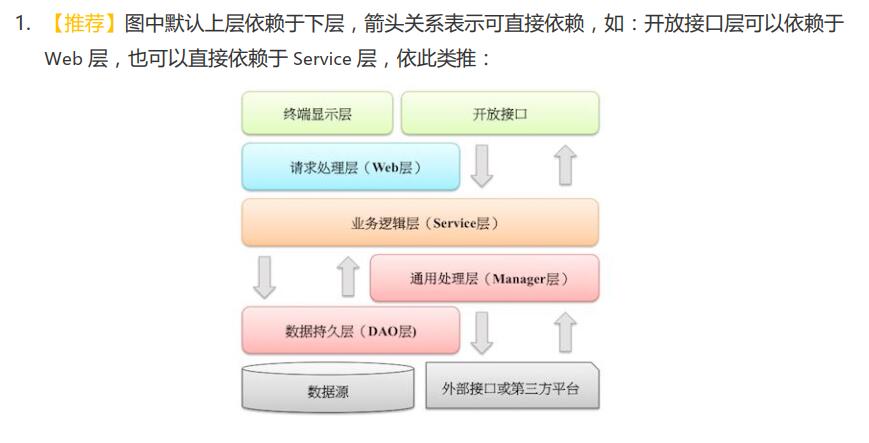 1. 【推荐】图中默认上层依赖于下层，箭头关系表示可直接依赖，如：开放接口层可以依赖于
Web 层，也可以直接依赖于 Service 层，依此类推：
终端显示层
开放接口
请求处理层（Web层）
业务逻辑层（Service层）
通用处理层（Manager层）
数据持久层（DAO层)
数据源
外部接口或第三方平台